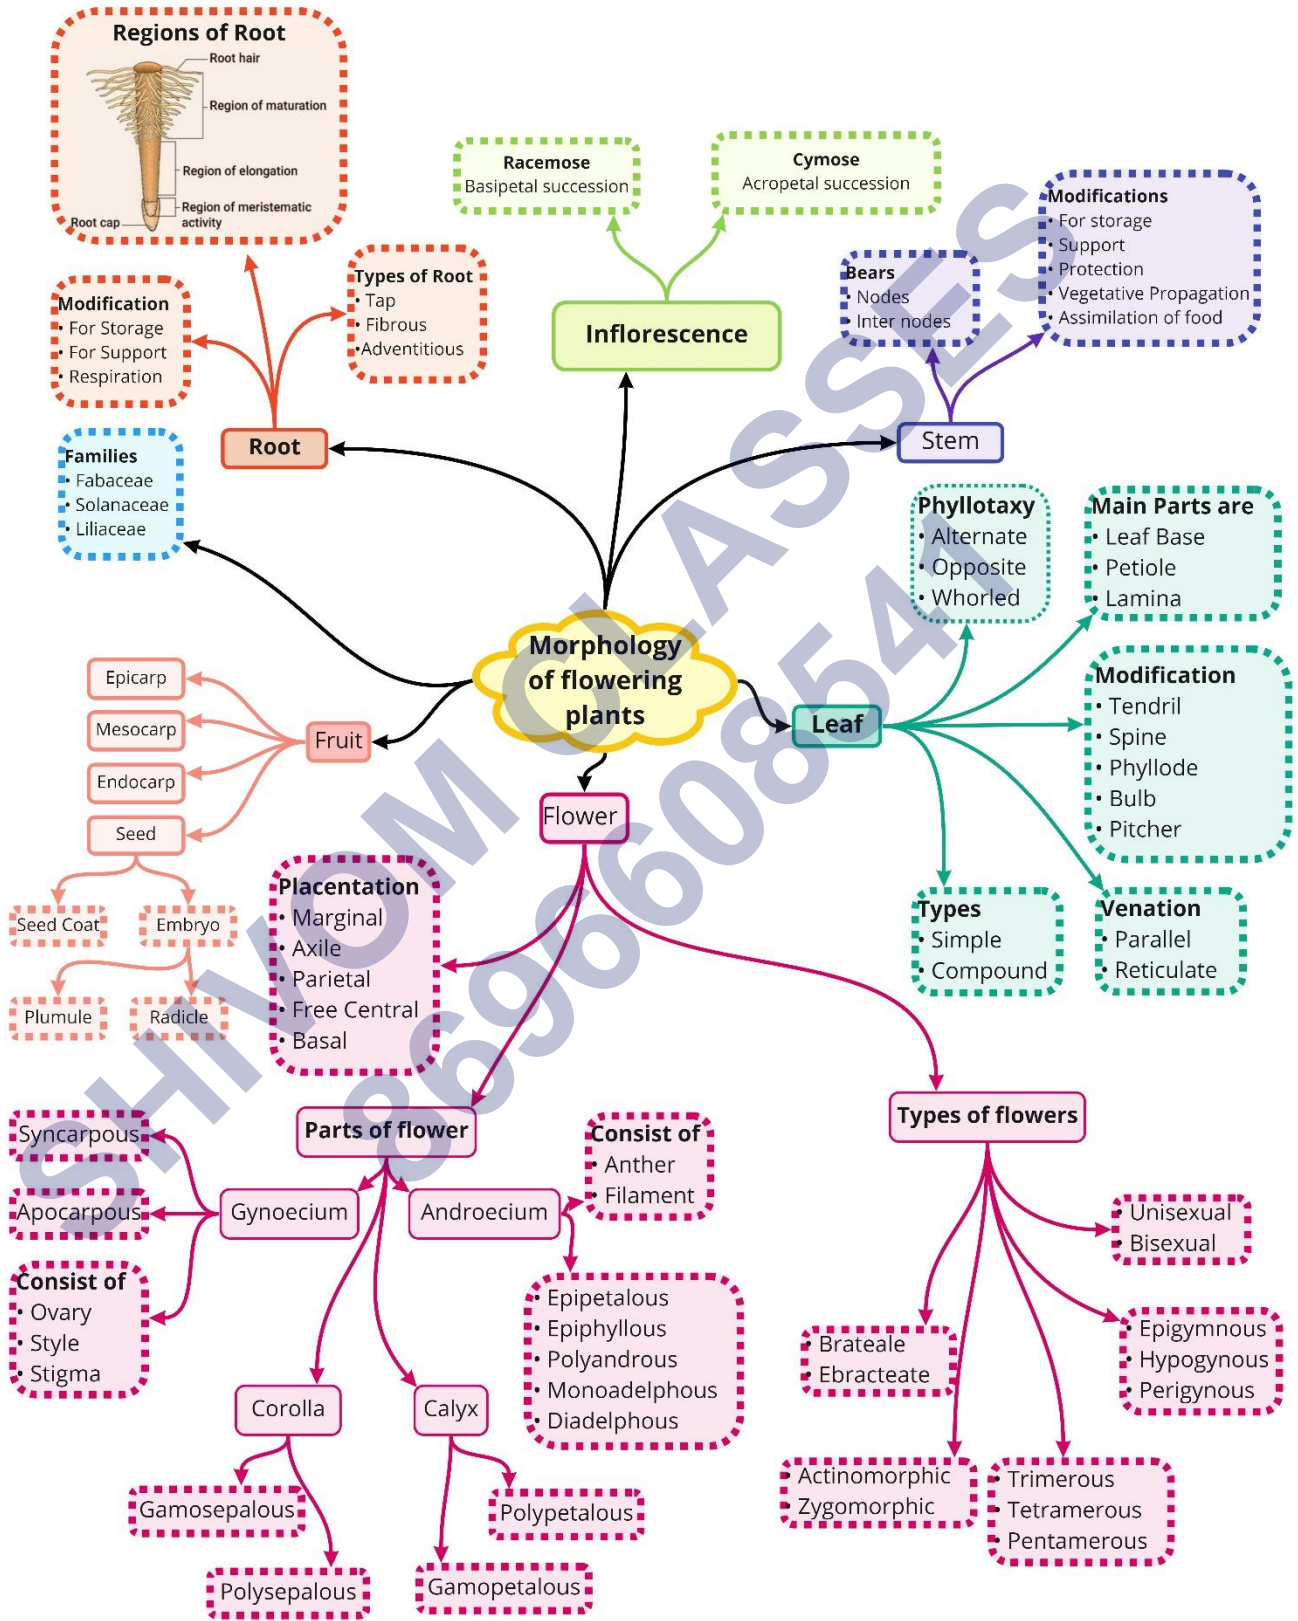 Regions of Root
Root hair
Region of maturation
Region of elongation
Region of meristematic
activity
Root cap
Modification
• For Storage
• For Support
• Respiration
Types of Root
• Tap
• Fibrous
•Adventitious
Root
Racemose
Basipetal succession
Cymose
Acropetal succession
Inflorescence
Bears
• Nodes
• Inter nodes
Modifications
• For storage
• Support
• Protection
• Vegetative Propagation
• Assimilation of food
Stem
Families
• Fabaceae
• Solanaceae
• Liliaceae
Morphology
of flowering
plants
Phyllotaxy
• Alternate
• Opposite
• Whorled
Main Parts are
• Leaf Base
• Petiole
• Lamina
Modification
• Tendril
• Spine
• Phyllode
• Bulb
• Pitcher
Leaf
Types
• Simple
• Compound
Venation
• Parallel
• Reticulate
Epicarp
Mesocarp
Endocarp
Seed
Fruit
Seed Coat
Embryo
Plumule
Radicle
Flower
Placentation
• Marginal
• Axile
• Parietal
• Free Central
• Basal
Parts of flower
Syncarpous
Apocarpous
Consist of
• Ovary
• Style
• Stigma
Gynoecium
Androecium
Consist of
• Anther
• Filament
• Epipetalous
• Epiphyllous
• Polyandrous
• Monoadelphous
• Diadelphous
Corolla
Calyx
Gamosepalous
Polysepalous
Polypetalous
Gamopetalous
Types of flowers
• Unisexual
• Bisexual
• Brateale
• Ebracteate
• Epigymnous
• Hypogynous
• Perigynous
• Actinomorphic
• Zygomorphic
• Trimerous
• Tetramerous
• Pentamerous
SHIVOM CLASSES
8696608541